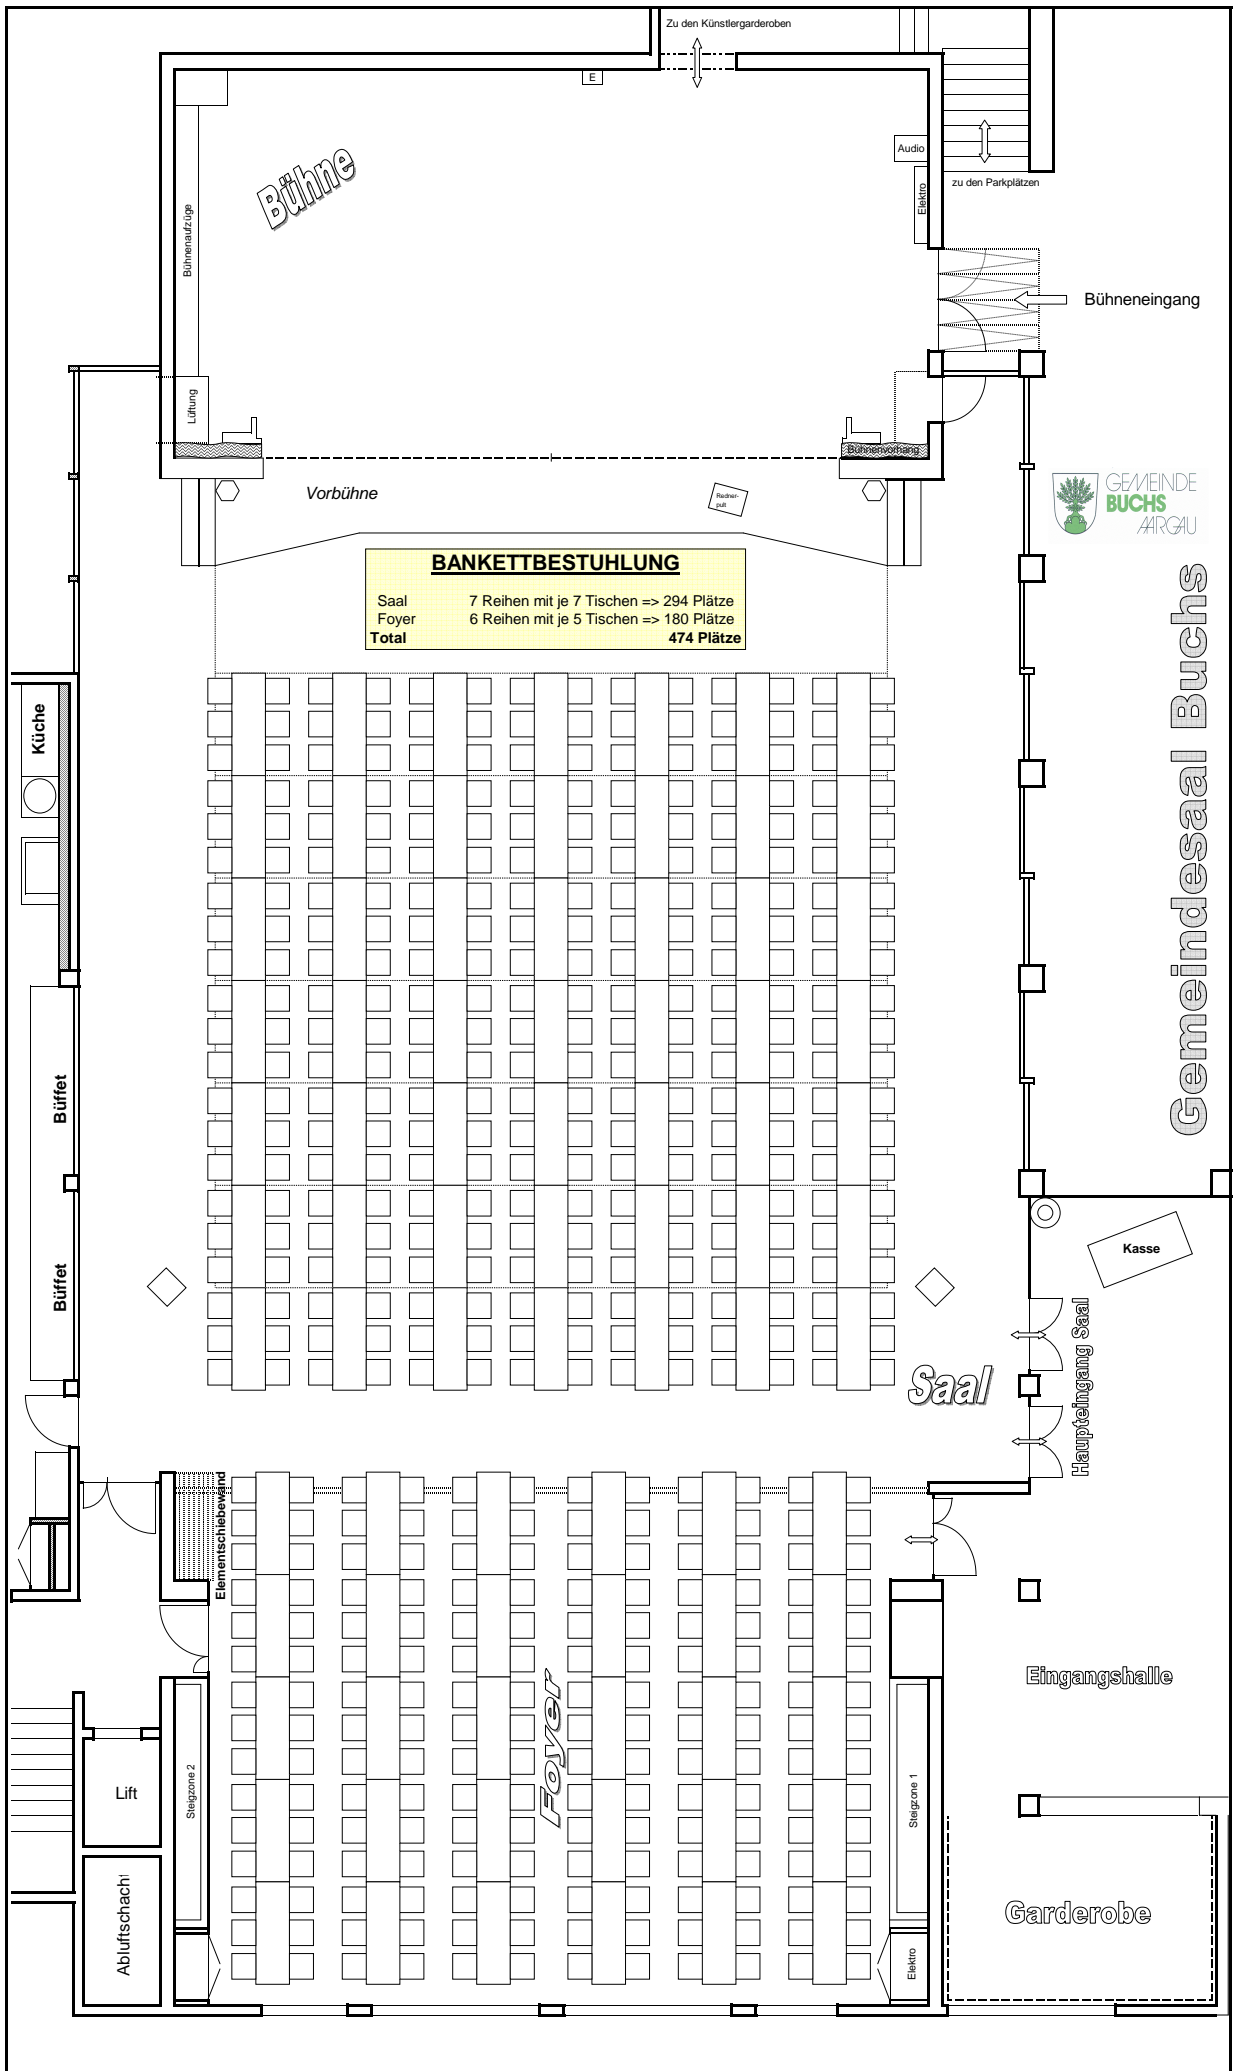 Zu den Künstlergarderoben
E
Bühne
Audio
Elektro
zu den Parkplätzen
Bühnenaufzüge
Bühneneingang
Lüftung
Bühnenvorhang
Vorbühne
Redner-
pult
GEMEINDE
BUCHS
AARGAU
BANKETTBESTUHLUNG
Saal 7 Reihen mit je 7 Tischen => 294 Plätze
Foyer 6 Reihen mit je 5 Tischen => 180 Plätze
Total 474 Plätze
Gemeindesaal Buchs
Küche
Büffet
Büffet
Kasse
Haupteingang Saal
Saal
Elementschiebewand
Eingangshalle
Foyer
Steigzone 2
Steigzone 1
Lift
Abluftschacht
Garderobe
Elektro